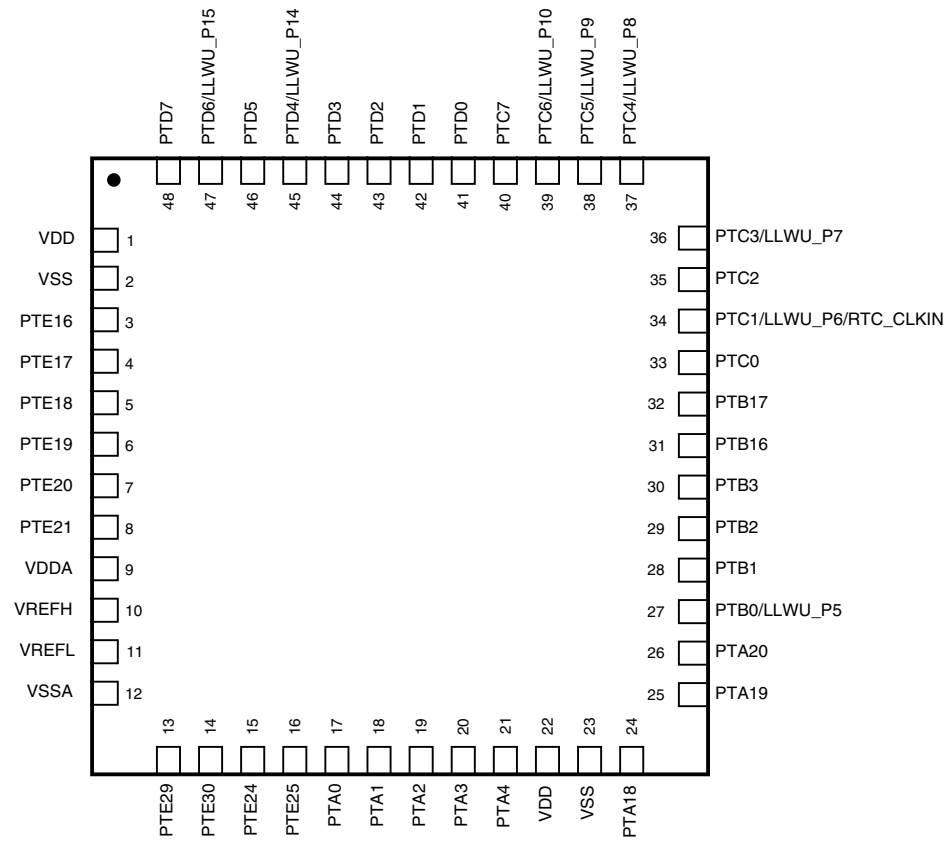 PTD7
PTD6/LLWU_P15
PTD5
PTD4/LLWU_P14
PTD3
PTD2
PTD1
PTD0
PTC7
PTC6/LLWU_P10
PTC5/LLWU_P9
PTC4/LLWU_P8
48
47
46
45
44
43
42
41
40
39
38
37
VDD 1
VSS 2
PTE16 3
PTE17 4
PTE18 5
PTE19 6
PTE20 7
PTE21 8
VDDA 9
VREFH 10
VREFL 11
VSSA 12
36 PTC3/LLWU_P7
35 PTC2
34 PTC1/LLWU_P6/RTC_CLKIN
33 PTC0
32 PTB17
31 PTB16
30 PTB3
29 PTB2
28 PTB1
27 PTB0/LLWU_P5
26 PTA20
25 PTA19
13
14
15
16
17
18
19
20
21
22
23
24
PTE29
PTE30
PTE24
PTE25
PTA0
PTA1
PTA2
PTA3
PTA4
VDD
VSS
PTA18